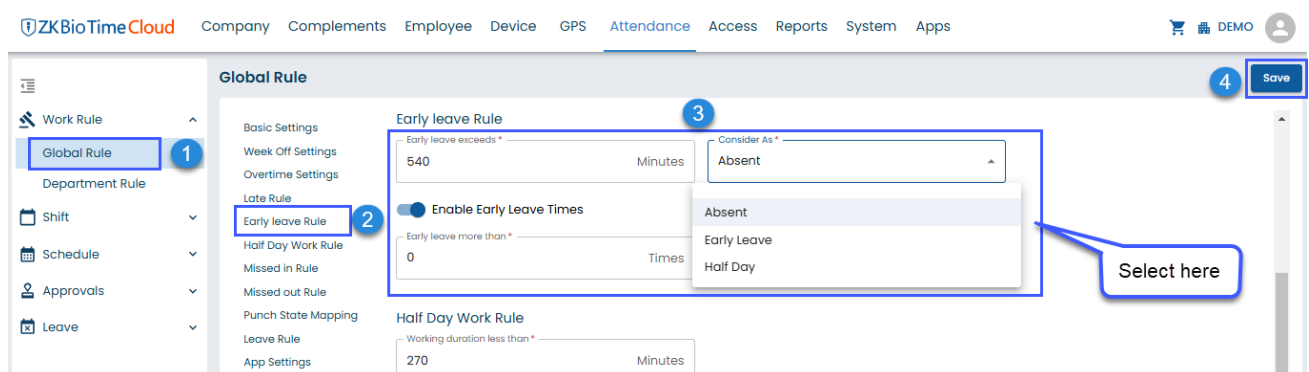 ZKBioTime Cloud
Company Complements Employee Device GPS Attendance Access Reports System Apps
DEMO
Global Rule
4
Save
Work Rule
Global Rule
1
Department Rule
Shift
Schedule
Approvals
Leave
Basic Settings
Week Off Settings
Overtime Settings
Late Rule
Early leave Rule
2
Half Day Work Rule
Missed in Rule
Missed out Rule
Punch State Mapping
Leave Rule
App Settings
Early leave Rule
3
Early leave exceeds *
540 Minutes
Consider As *
Absent
Enable Early Leave Times
Early leave more than *
0 Times
Absent
Early Leave
Half Day
Select here
Half Day Work Rule
Working duration less than *
270 Minutes